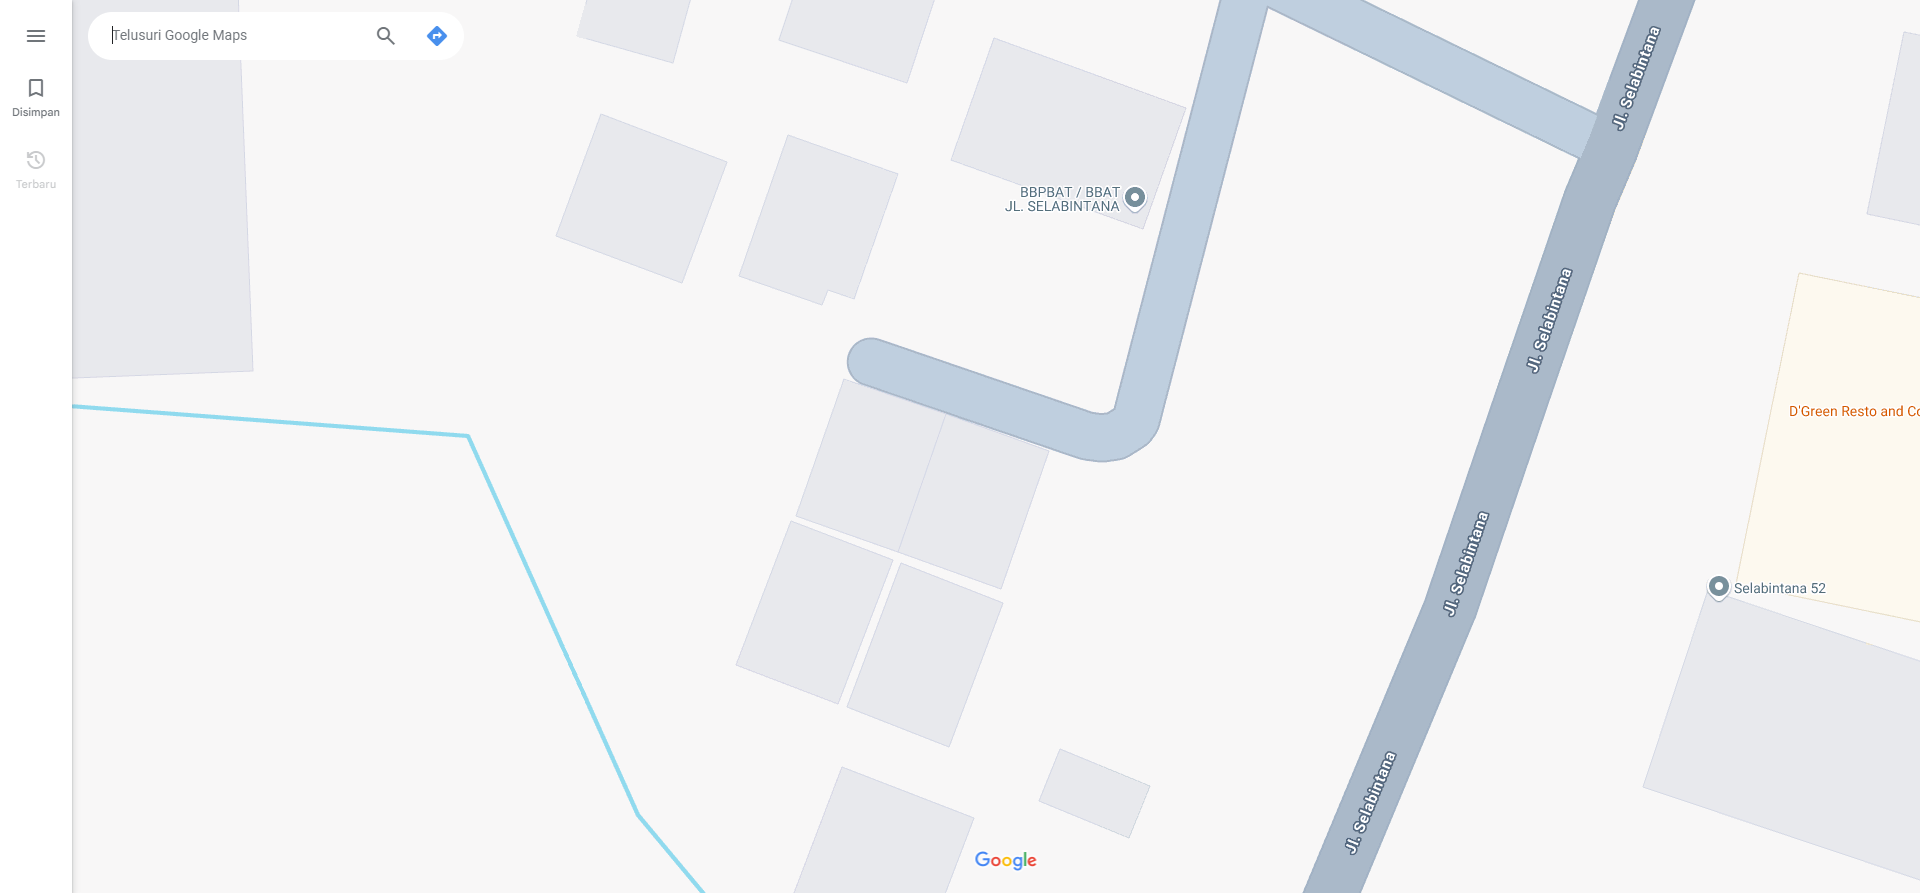 Telusuri Google Maps
Disimpan
Terbaru
Jl. Selabintana
BBPBAT / BBAT
JL. SELABINTANA
Jl. Selabintana
D'Green Resto and Co
Jl. Selabintana
Selabintana 52
Jl. Selabintana
Google